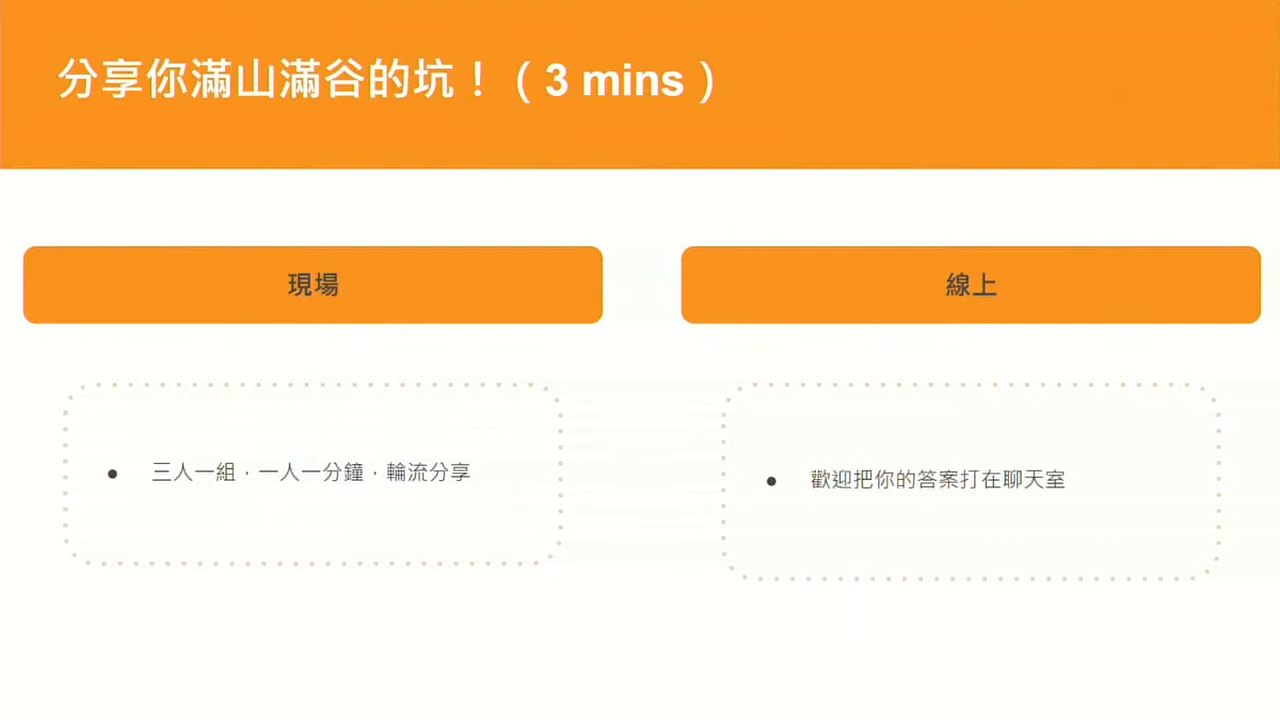 分享你滿山滿谷的坑！（3 mins）
現場
線上
● 三人一組，一人一分鐘，輪流分享
● 歡迎把你的答案打在聊天室